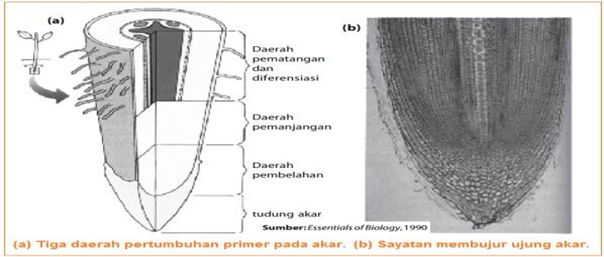 (a)
(b)
Daerah
pematangan
dan
diferensiasi
Daerah
pemanjangan
Daerah
pembelahan
tudung akar
Sumber: Essentials of Biology, 1990
(a) Tiga daerah pertumbuhan primer pada akar. (b) Sayatan membujur ujung akar.